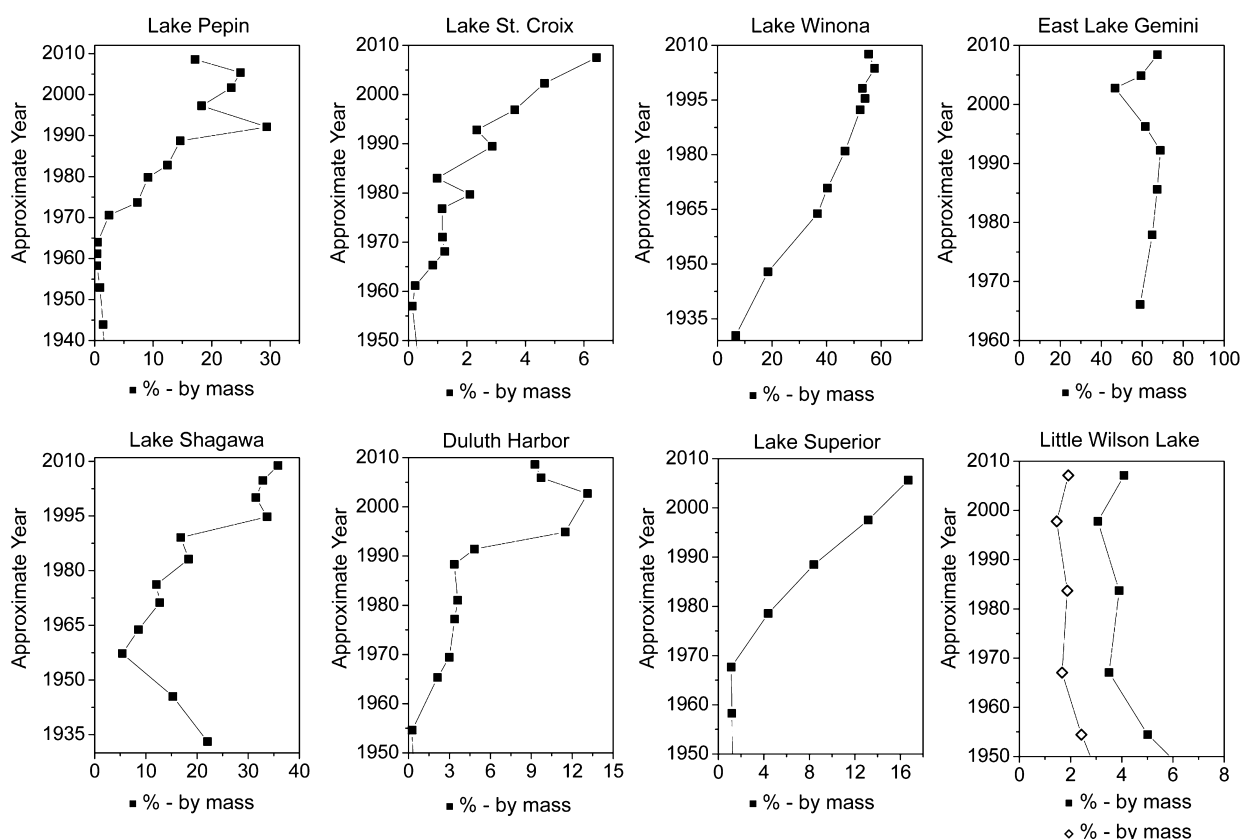 Lake Pepin
Approximate Year
2010
2000
1990
1980
1970
1960
1950
1940
0 10 20 30
■ % - by mass
Lake St. Croix
Approximate Year
2010
2000
1990
1980
1970
1960
1950
0 2 4 6
■ % - by mass
Lake Winona
Approximate Year
2010
1995
1980
1965
1950
1935
0 20 40 60
■ % - by mass
East Lake Gemini
Approximate Year
2010
2000
1990
1980
1970
1960
0 20 40 60 80 100
■ % - by mass
Lake Shagawa
Approximate Year
2010
1995
1980
1965
1950
1935
0 10 20 30 40
■ % - by mass
Duluth Harbor
Approximate Year
2010
2000
1990
1980
1970
1960
1950
0 3 6 9 12 15
■ % - by mass
Lake Superior
Approximate Year
2010
2000
1990
1980
1970
1960
1950
0 4 8 12 16
■ % - by mass
Little Wilson Lake
Approximate Year
2010
2000
1990
1980
1970
1960
1950
0 2 4 6 8
■ % - by mass
◇ % - by mass